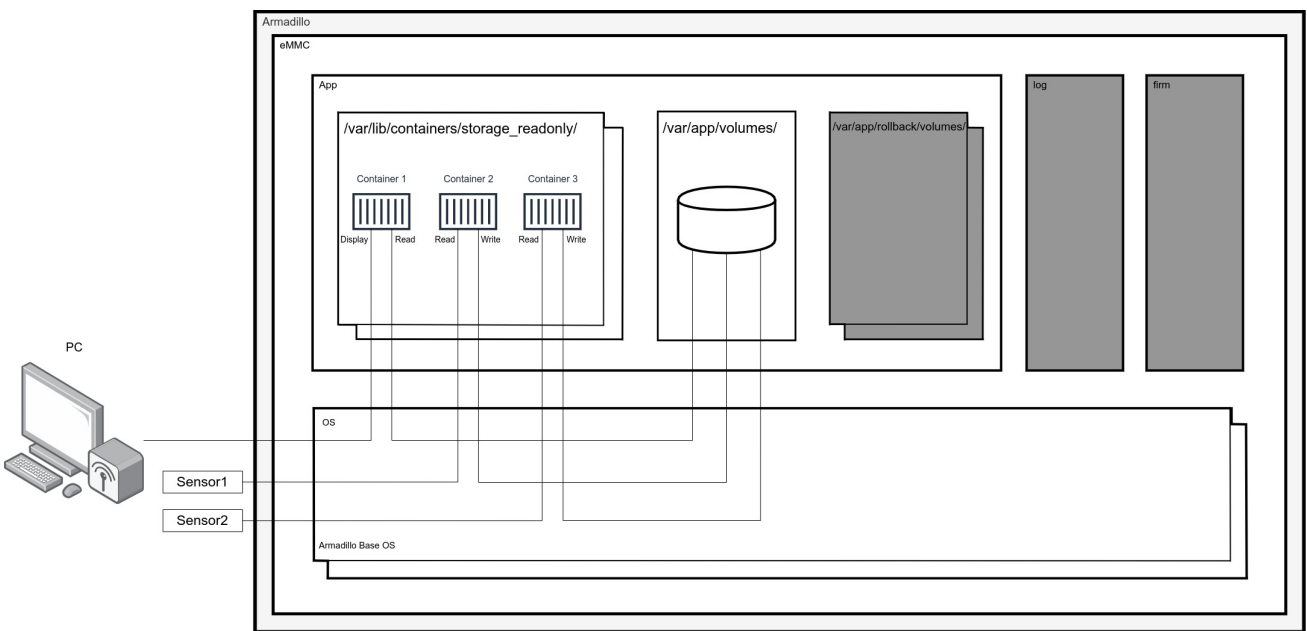 Armadillo
eMMC
App
log
firm
/var/lib/containers/storage_readonly/
/var/app/volumes/
/var/app/rollback/volumes/
Container 1
Container 2
Container 3
Display
Read
Read
Write
Read
Write
PC
OS
Sensor1
Sensor2
Armadillo Base OS